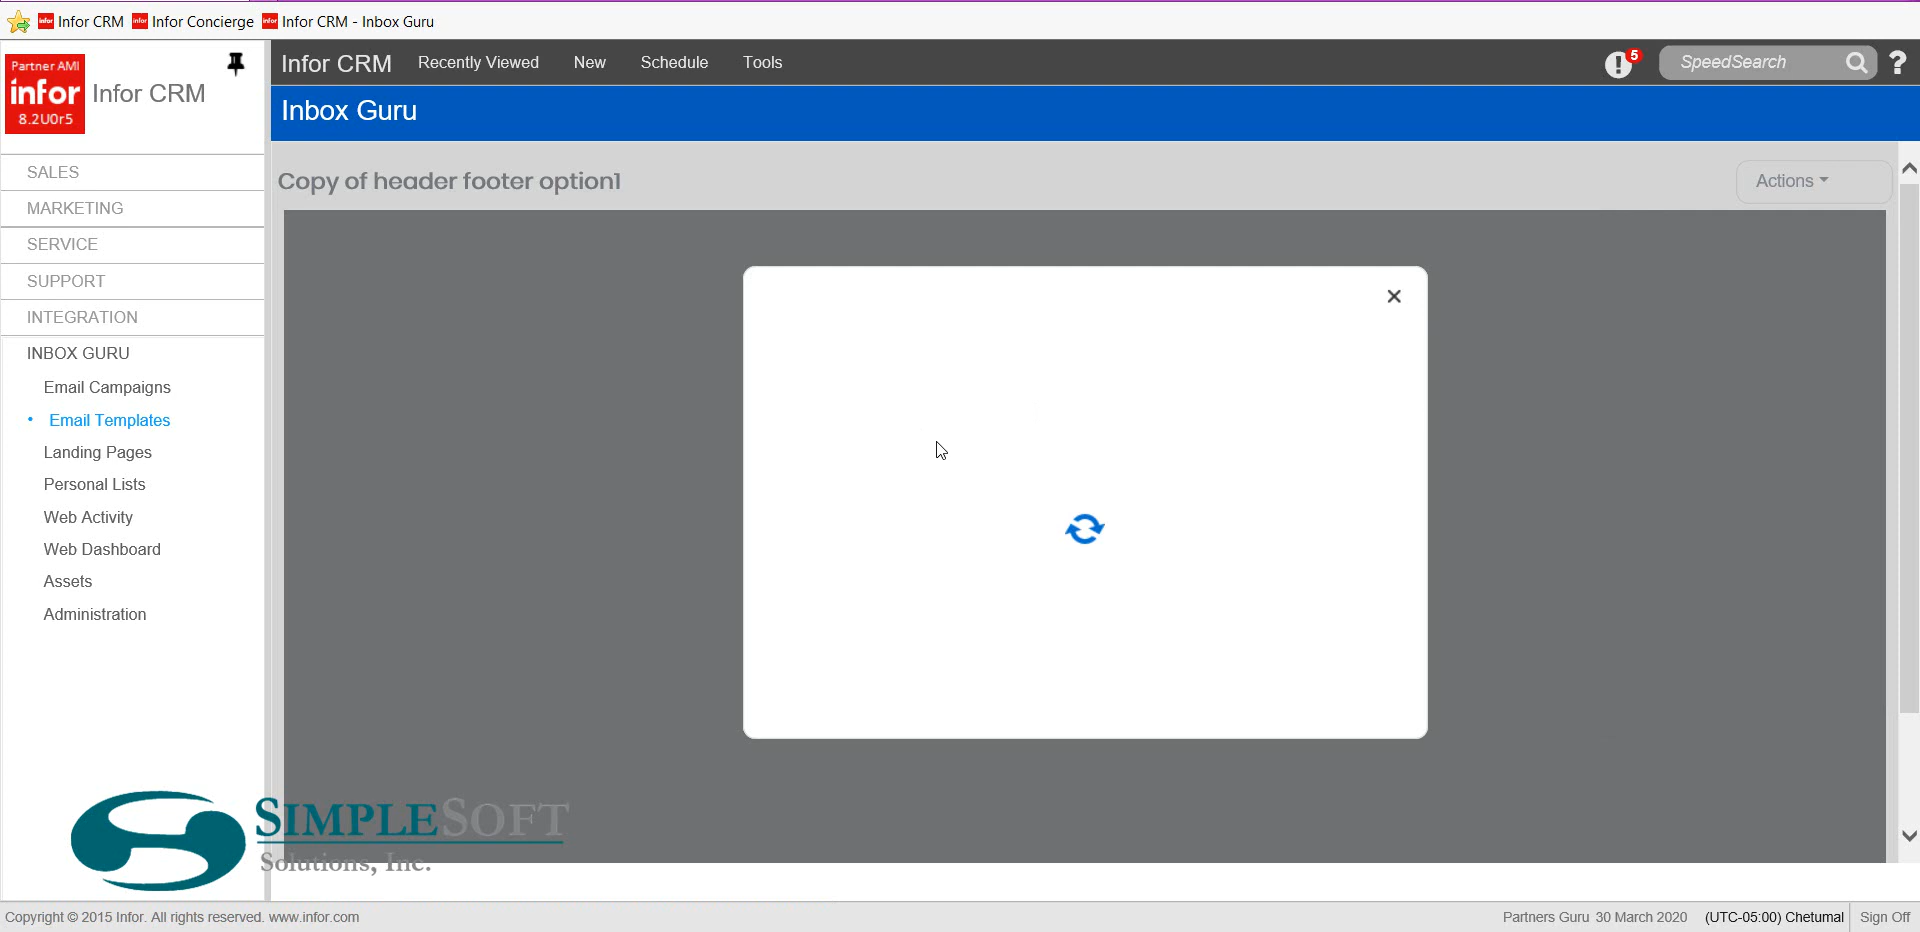 Infor CRM Infor Concierge Infor CRM - Inbox Guru
Partner AMI
infor
8.2U0r5
Infor CRM
Infor CRM Recently Viewed New Schedule Tools
5
SpeedSearch
?
Inbox Guru
SALES
MARKETING
SERVICE
SUPPORT
INTEGRATION
INBOX GURU
Email Campaigns
• Email Templates
Landing Pages
Personal Lists
Web Activity
Web Dashboard
Assets
Administration
Copy of header footer option1
Actions
SIMPLESOFT
Solutions, Inc.
Copyright © 2015 Infor. All rights reserved. www.infor.com
Partners Guru 30 March 2020 (UTC-05:00) Chetumal Sign Off